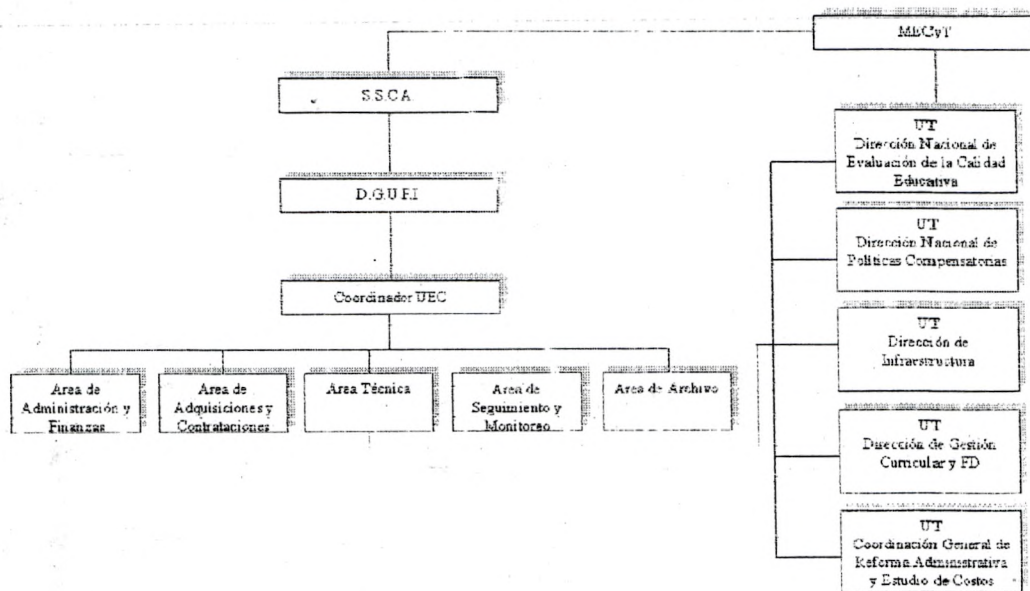 MECyT
S.S.C.A.
D.G.U.F.I
Coordinador UEC
Area de
Administración y
Finanzas
Area de
Adquisiciones y
Contrataciones
Area Técnica
Area de
Seguimiento y
Monitoreo
Area de Archivo
UT
Dirección Nacional de
Evaluación de la Calidad
Educativa
UT
Dirección Nacional de
Políticas Compensatorias
UT
Dirección de
Infraestructura
UT
Dirección de Gestión
Curricular y FD
UT
Coordinación General de
Reforma Administrativa
y Estudio de Costos